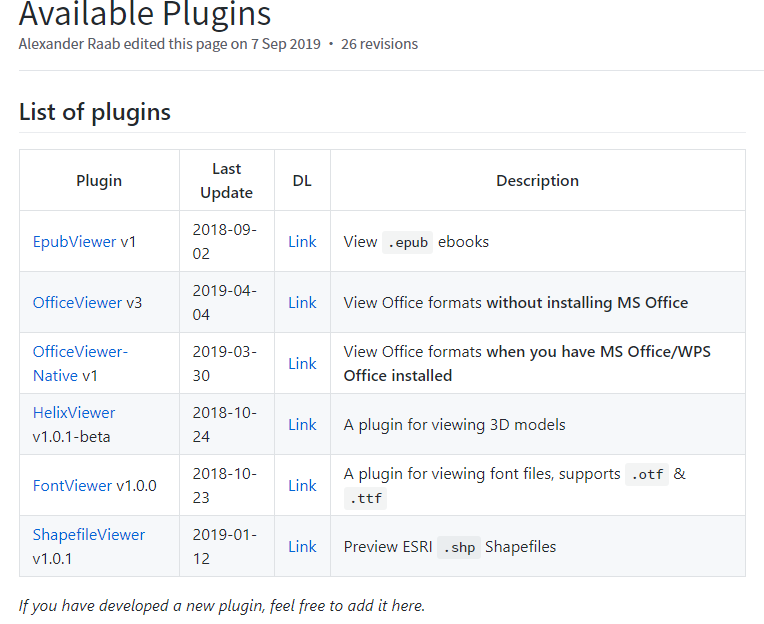 Available Plugins
Alexander Raab edited this page on 7 Sep 2019 • 26 revisions
List of plugins
Plugin Last Update DL Description
EpubViewer v1 2018-09-02 Link View .epub ebooks
OfficeViewer v3 2019-04-04 Link View Office formats without installing MS Office
OfficeViewer-Native v1 2019-03-30 Link View Office formats when you have MS Office/WPS Office installed
HelixViewer v1.0.1-beta 2018-10-24 Link A plugin for viewing 3D models
FontViewer v1.0.0 2018-10-23 Link A plugin for viewing font files, supports .otf & .ttf
ShapefileViewer v1.0.1 2019-01-12 Link Preview ESRI .shp Shapefiles
If you have developed a new plugin, feel free to add it here.